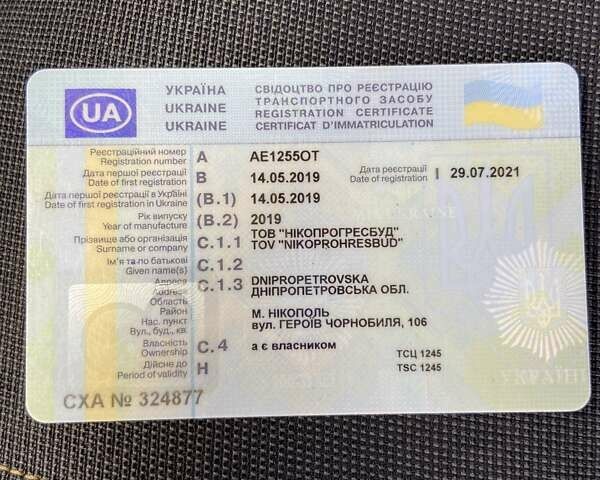 UA
УКРАЇНА
UKRAINE
UKRAINE
СВІДОЦТВО ПРО РЕЄСТРАЦІЮ
ТРАНСПОРТНОГО ЗАСОБУ
REGISTRATION CERTIFICATE
CERTIFICAT D'IMMATRICULATION
Реєстраційний номер
Registration number A AE1255OT
Дата першої реєстрації
Date of first registration B 14.05.2019
Дата реєстрації
Date of registration I 29.07.2021
Дата першої реєстрації в Україні
Date of first registration in Ukraine (B.1) 14.05.2019
Рік випуску
Year of manufacture (B.2) 2019
Прізвище або організація
Surname or company C.1.1 ТОВ "НІКОПРОГРЕСБУД"
TOV "NIKOPROHRESBUD"
Ім'я та по батькові
Given name(s) C.1.2
Адреса
Address C.1.3 DNIPROPETROVSKA
Область ДНІПРОПЕТРОВСЬКА ОБЛ.
Район
Нас. пункт М. НІКОПОЛЬ
Вул., буд., кв. вул. ГЕРОЇВ ЧОРНОБИЛЯ, 106
Власність
Ownership C.4 а є власником
Дійсне до
Period of validity H
ТСЦ 1245
TSC 1245
СХА № 324877
УКРАЇН